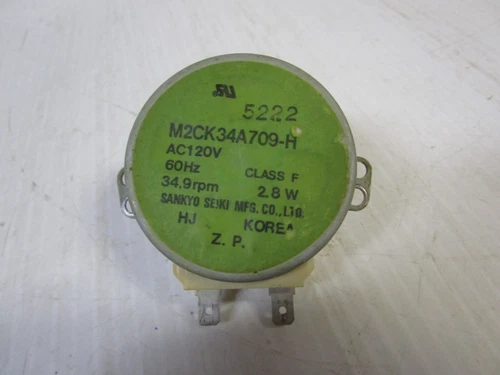 5222
M2CK34A709-H
AC120V
60Hz CLASS F
34.9rpm 2.8 W
SANKYO SEIKI MFG. CO., LTD.
HJ KOREA
Z. P.